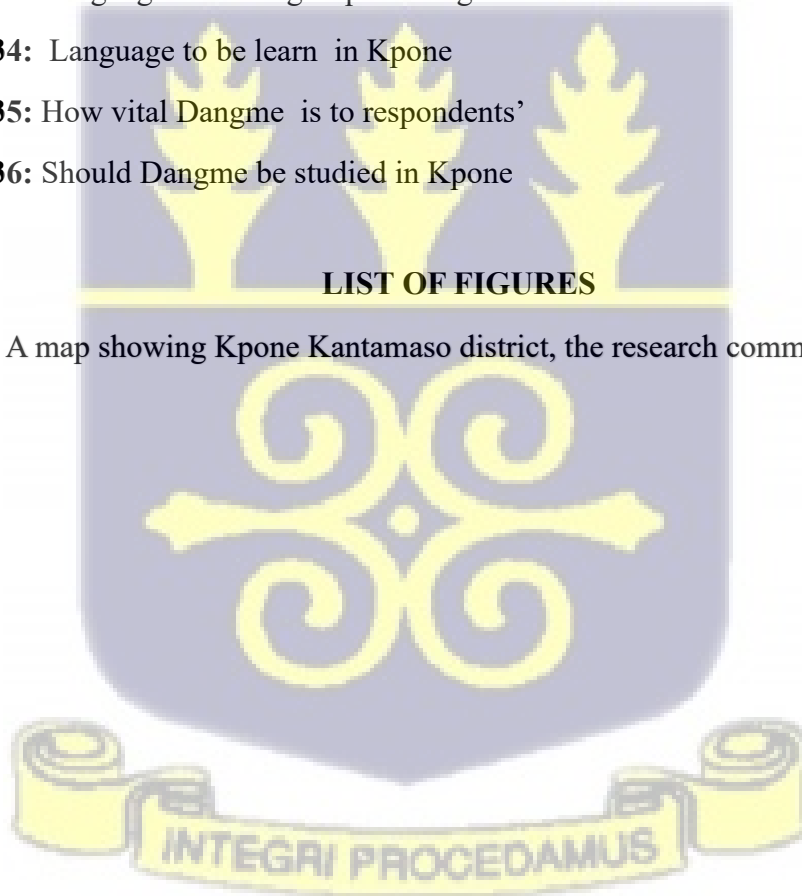 34: Language to be learn in Kpone
35: How vital Dangme is to respondents’
36: Should Dangme be studied in Kpone
LIST OF FIGURES
A map showing Kpone Kantamaso district, the research comm
INTEGRI PROCEDAMUS